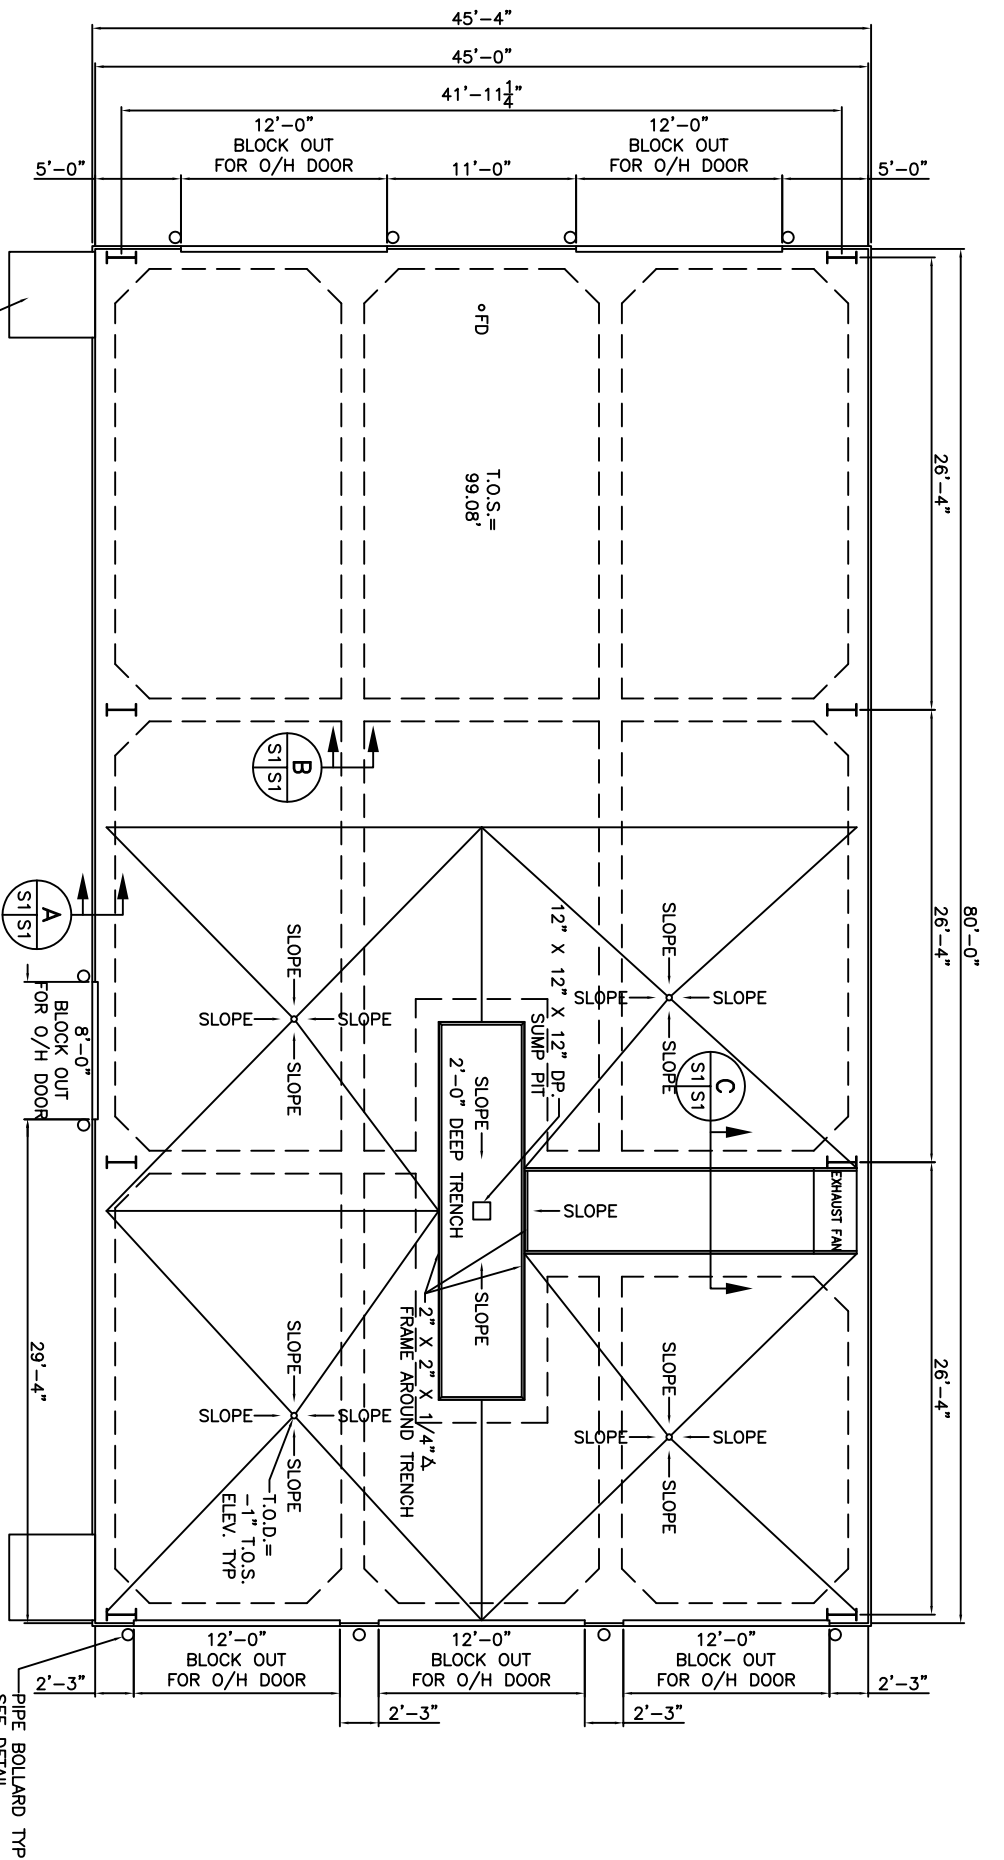 45'-4"
45'-0"
41'-11 1/4"
5'-0"
12'-0"
BLOCK OUT
FOR O/H DOOR
11'-0"
12'-0"
BLOCK OUT
FOR O/H DOOR
5'-0"
80'-0"
26'-4"
26'-4"
26'-4"
°FD
T.O.S.=
99.08'
B
S1 S1
A
S1 S1
C
S1 S1
SLOPE
SLOPE
SLOPE
SLOPE
SLOPE
SLOPE
SLOPE
SLOPE
12" X 12" X 12" DP.
SUMP PIT
SLOPE
2'-0" DEEP TRENCH
SLOPE
SLOPE
EXHAUST FAN
2" X 2" X 1/4"∠
FRAME AROUND TRENCH
SLOPE
SLOPE
SLOPE
SLOPE
SLOPE
SLOPE
SLOPE
SLOPE
T.O.D.=
-1" T.O.S.
ELEV. TYP
8'-0"
BLOCK OUT
FOR O/H DOOR
29'-4"
2'-3"
12'-0"
BLOCK OUT
FOR O/H DOOR
2'-3"
12'-0"
BLOCK OUT
FOR O/H DOOR
2'-3"
12'-0"
BLOCK OUT
FOR O/H DOOR
2'-3"
PIPE BOLLARD TYP
SEE DETAIL